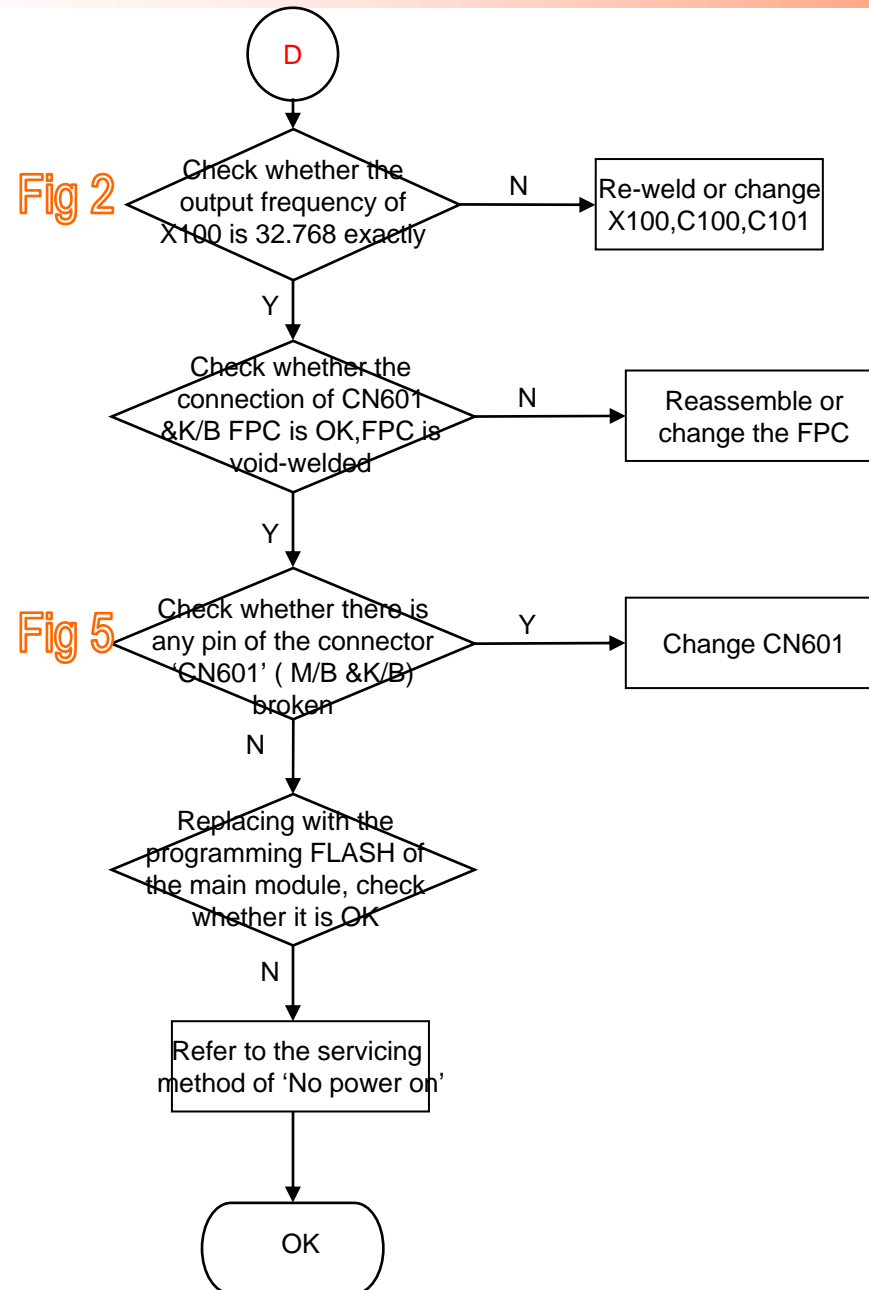 D
Fig 2
Check whether the
output frequency of
X100 is 32.768 exactly
N
Re-weld or change
X100,C100,C101
Y
Check whether the
connection of CN601
&K/B FPC is OK,FPC is
void-welded
N
Reassemble or
change the FPC
Y
Fig 5
Check whether there is
any pin of the connector
‘CN601’ ( M/B &K/B)
broken
Y
Change CN601
N
Replacing with the
programming FLASH of
the main module, check
whether it is OK
N
Refer to the servicing
method of ‘No power on’
OK